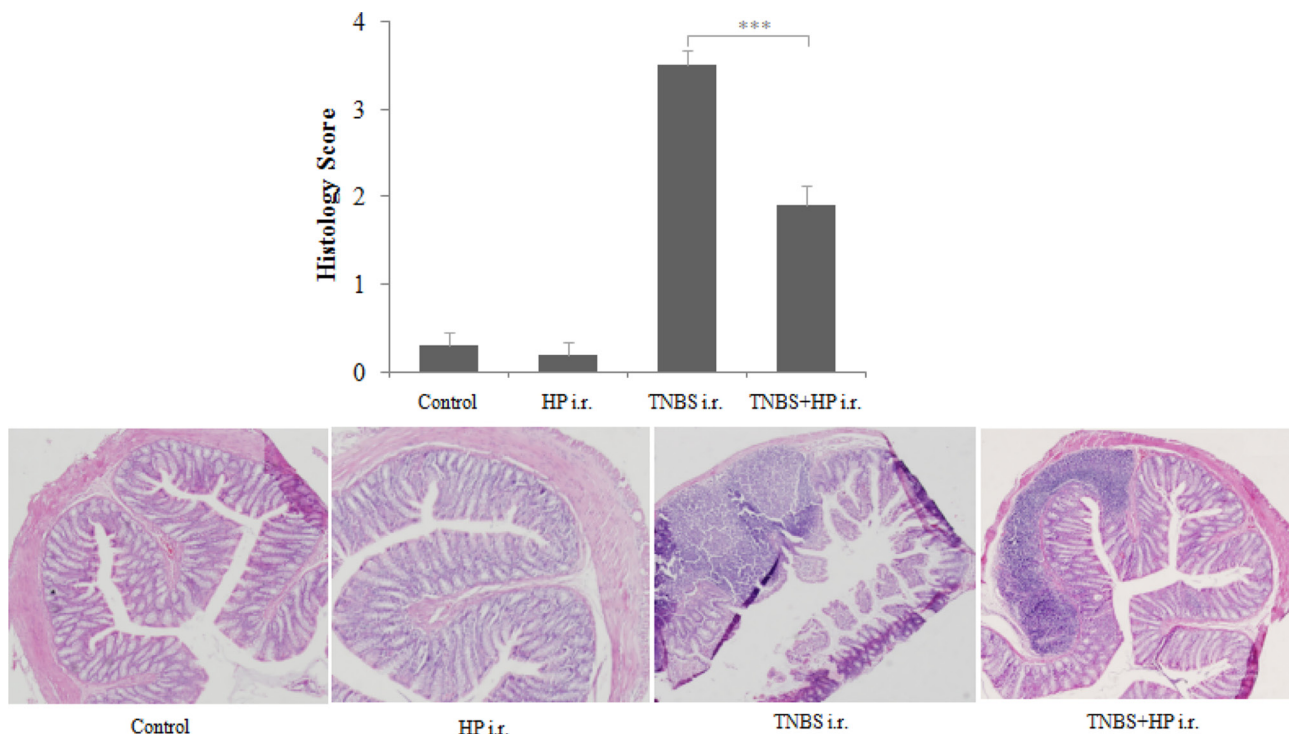 4
***
3
Histology Score
2
1
0
Control HP i.r. TNBS i.r. TNBS+HP i.r.
Control HP i.r. TNBS i.r. TNBS+HP i.r.